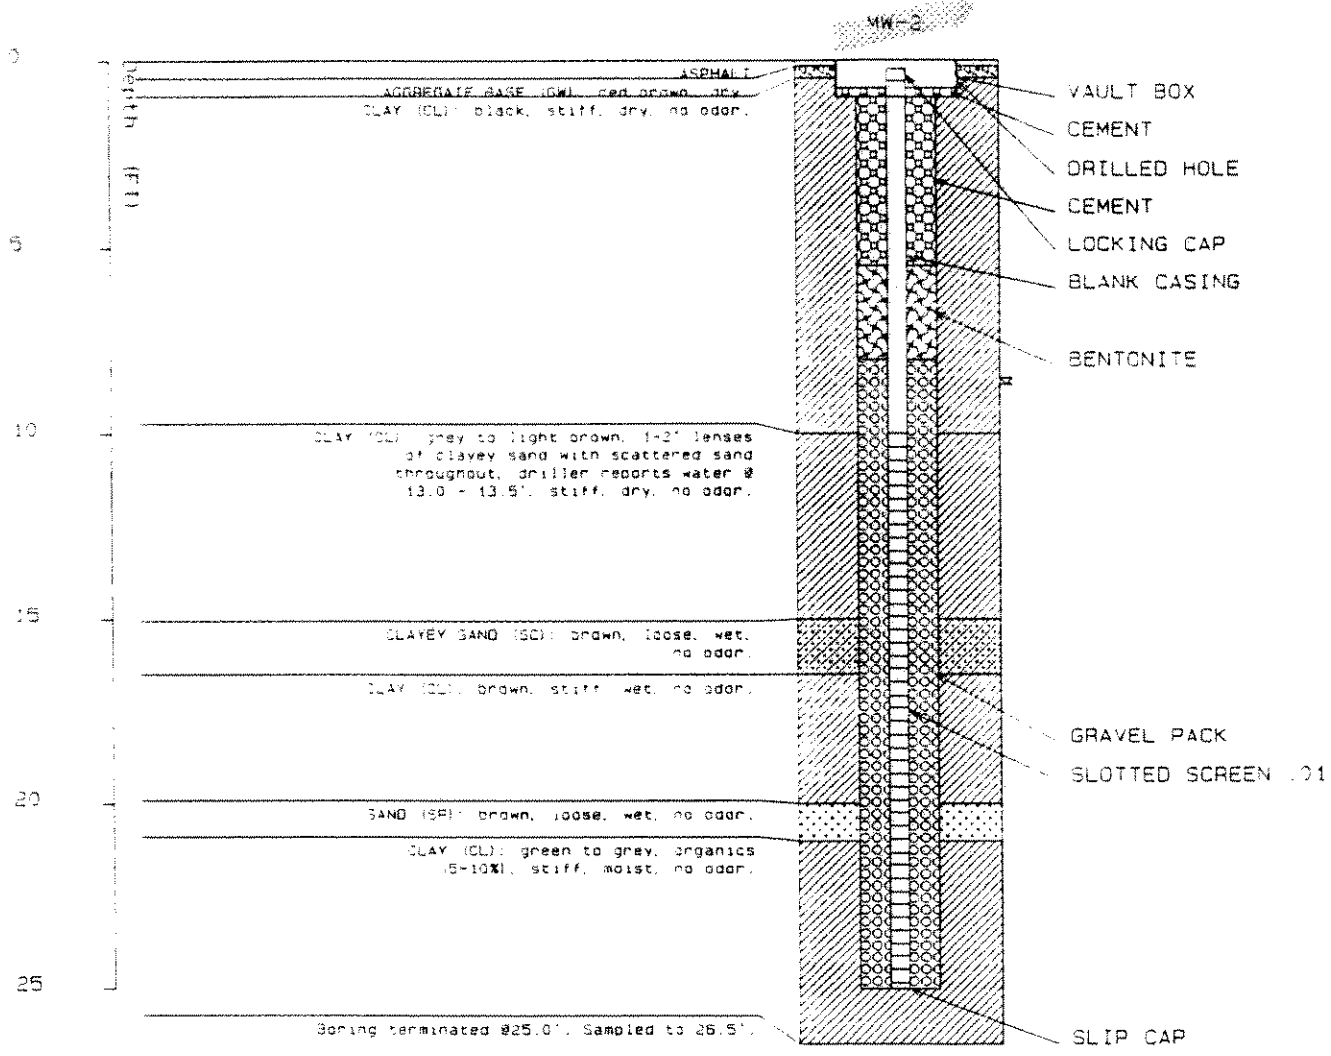 MW-2
0
Depth (Ft)
ASPHALT
AGGREGATE BASE (GW), red brown, dry
CLAY (CL): black, stiff, dry, no odor.
VAULT BOX
CEMENT
DRILLED HOLE
CEMENT
5
LOCKING CAP
BLANK CASING
BENTONITE
10
CLAY (CL): grey to light brown, 1-2" lenses
of clayey sand with scattered sand
throughout, driller reports water @
13.0 - 13.5', stiff, dry, no odor.
15
CLAYEY SAND (SC): brown, loose, wet,
no odor.
CLAY (CL): brown, stiff, wet, no odor.
GRAVEL PACK
SLOTTED SCREEN .01
20
SAND (SP): brown, loose, wet, no odor.
CLAY (CL): green to grey, organics
(5-10%), stiff, moist, no odor.
25
Boring terminated @25.0'. Sampled to 26.5'.
SLIP CAP